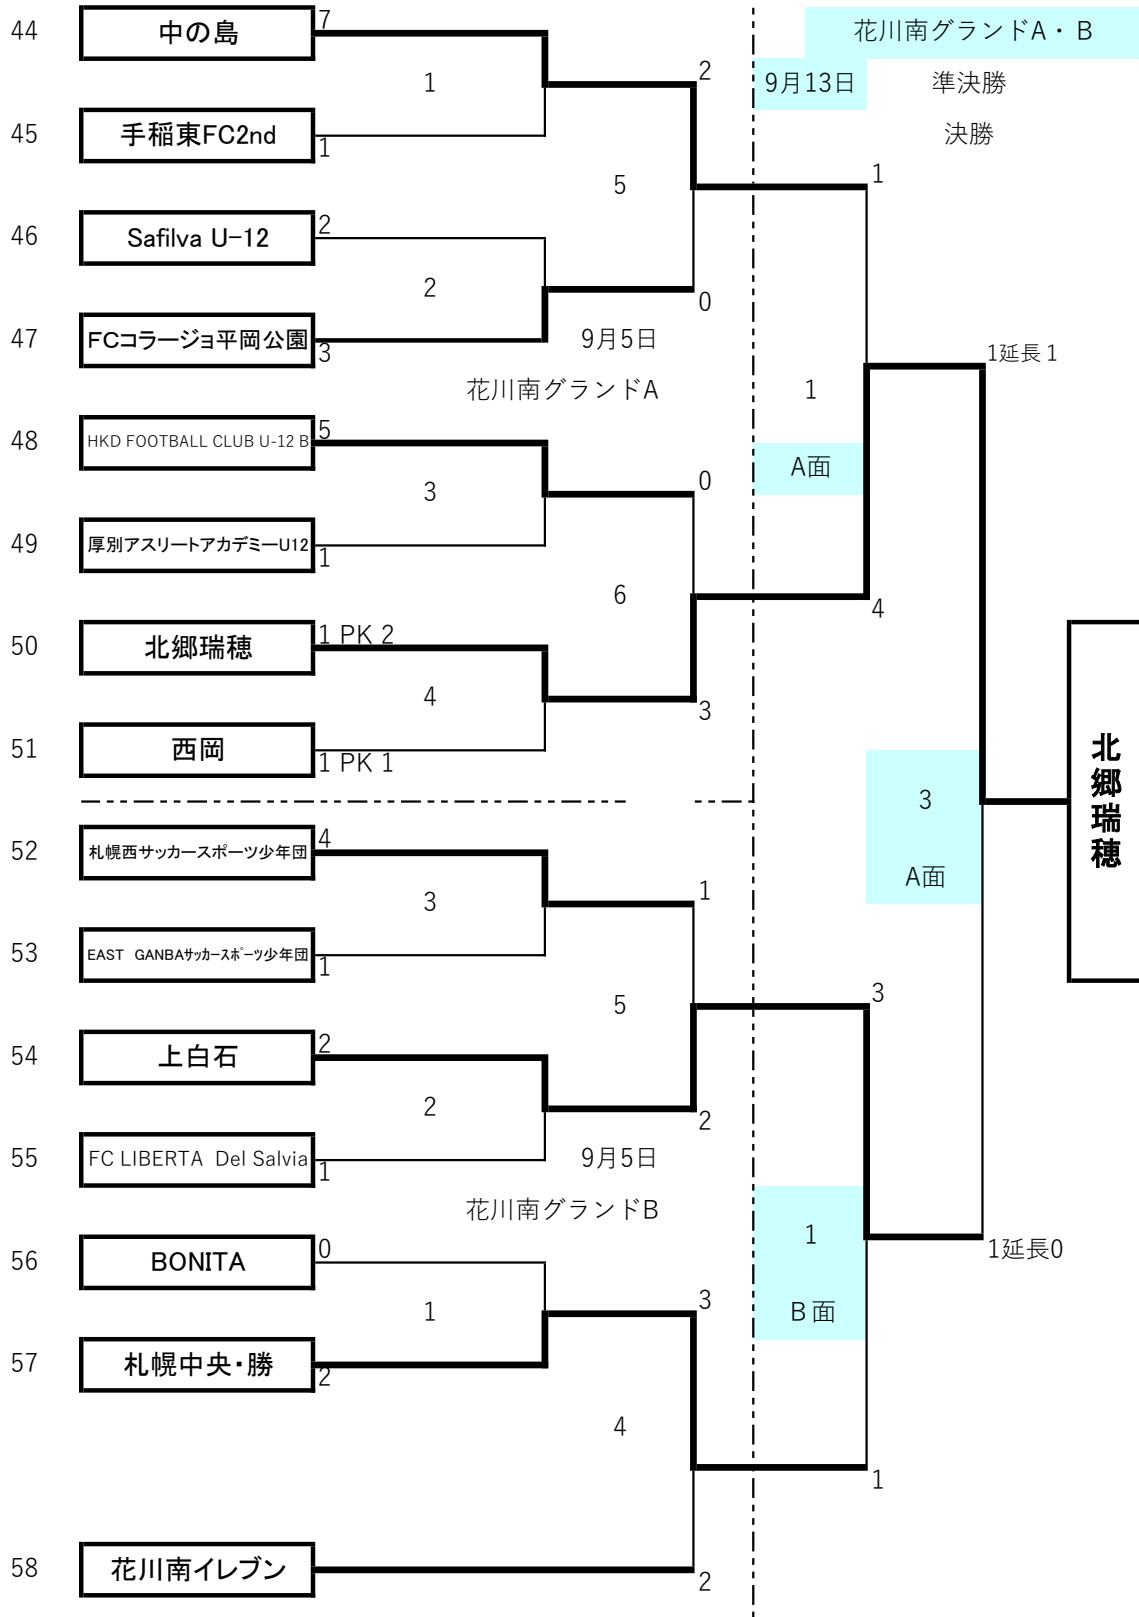 花川南グランドA・B
44
中の島
7
1
2
9月13日
準決勝
45
手稲東FC2nd
1
決勝
5
1
46
Safilva U-12
2
2
0
47
FCコラージョ平岡公園
3
9月5日
1延長 1
花川南グランドA
1
48
HKD FOOTBALL CLUB U-12 B
5
3
0
A面
49
厚別アスリートアカデミーU12
1
6
4
50
北郷瑞穂
1 PK 2
4
3
51
西岡
1 PK 1
北郷瑞穂
3
52
札幌西サッカースポーツ少年団
4
3
1
A面
53
EAST GANBAサッカースポーツ少年団
1
5
3
54
上白石
2
2
2
55
FC LIBERTA Del Salvia
1
9月5日
花川南グランドB
1
1延長0
56
BONITA
0
1
3
B面
57
札幌中央・勝
2
4
1
58
花川南イレブン
2